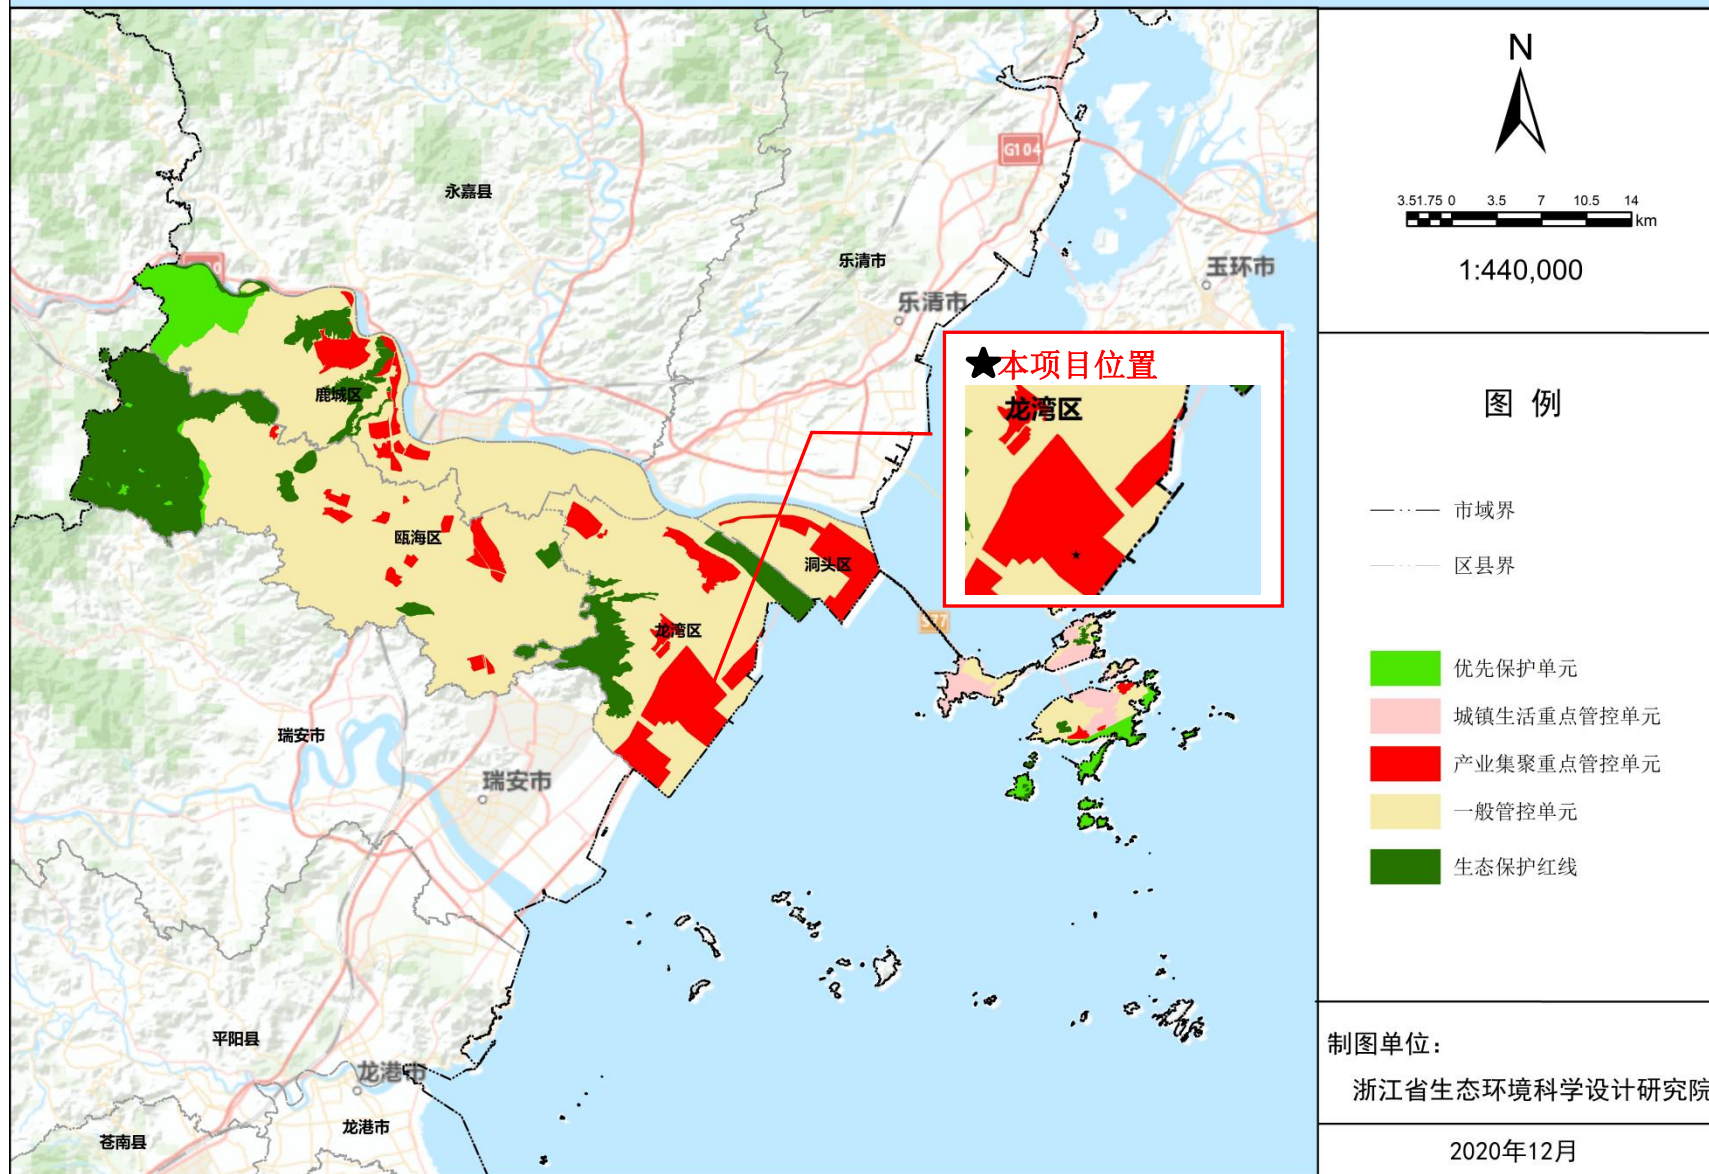 永嘉县
G104
乐清市
玉环市
乐清市
鹿城区
瓯海区
洞头区
龙湾区
S77
瑞安市
瑞安市
平阳县
龙港市
龙港市
苍南县
本项目位置
龙湾区
N
3.51.75 0 3.5 7 10.5 14
km
1:440,000
图 例
市域界
区县界
优先保护单元
城镇生活重点管控单元
产业集聚重点管控单元
一般管控单元
生态保护红线
制图单位：
浙江省生态环境科学设计研究院
2020年12月